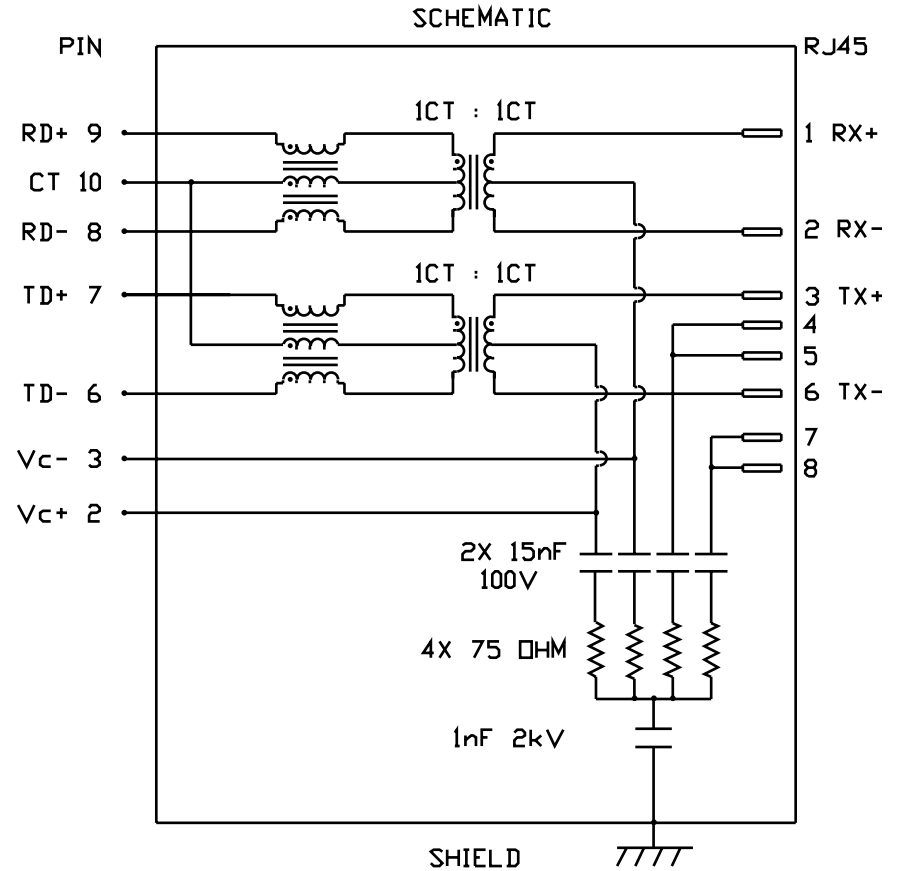 SCHEMATIC
PIN RJ45
1CT : 1CT
RD+ 9 1 RX+
CT 10
RD- 8 2 RX-
1CT : 1CT
TD+ 7 3 TX+
4
5
TD- 6 6 TX-
7
Vc- 3 8
Vc+ 2
2X 15nF
100V
4X 75 OHM
1nF 2kV
SHIELD